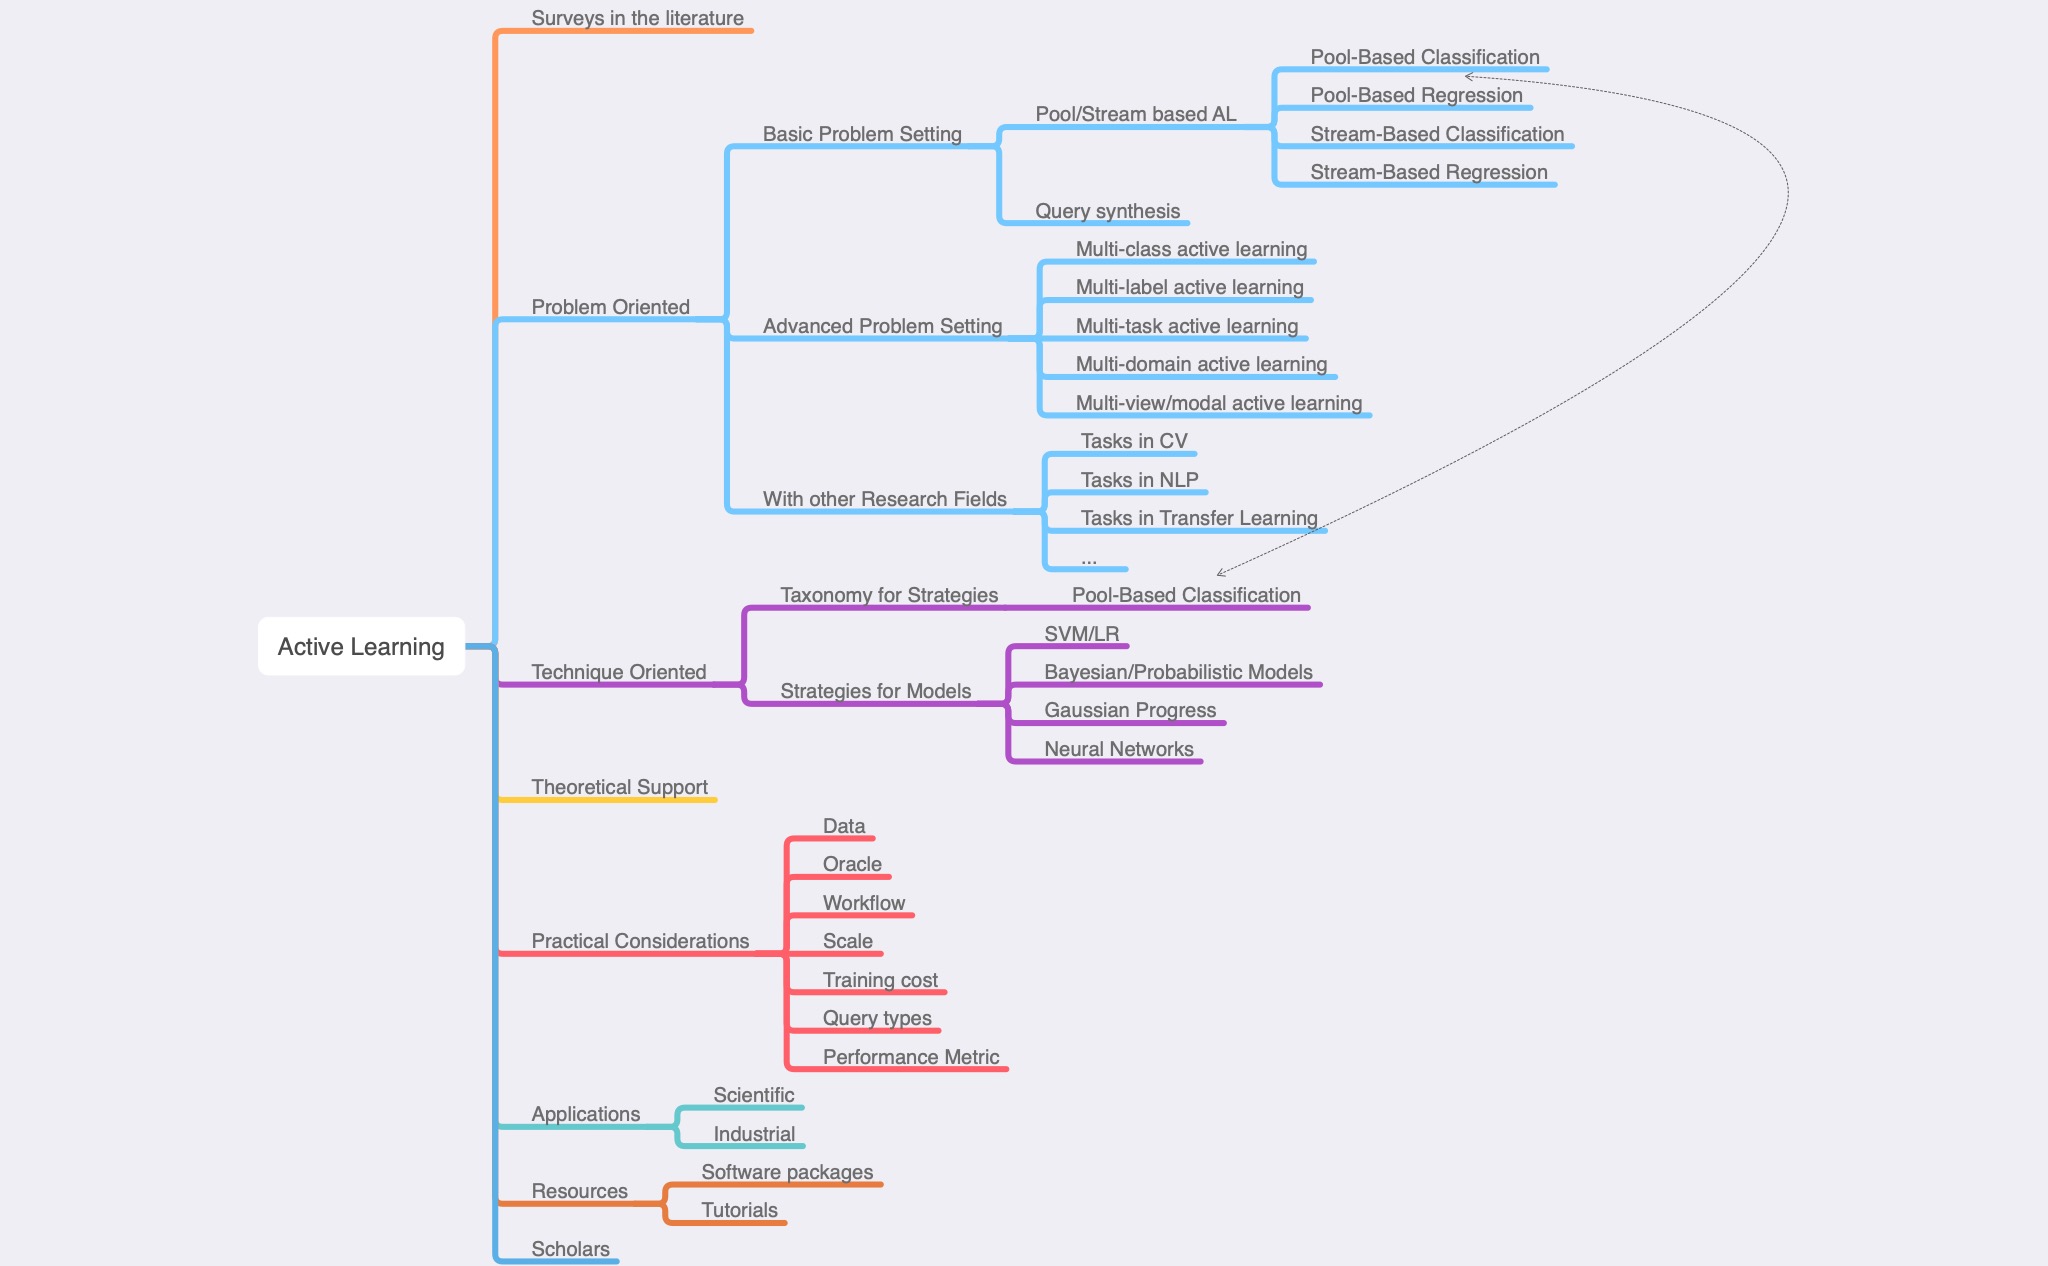 Surveys in the literature
Pool-Based Classification
Pool-Based Regression
Pool/Stream based AL
Basic Problem Setting
Stream-Based Classification
Stream-Based Regression
Query synthesis
Multi-class active learning
Multi-label active learning
Problem Oriented
Advanced Problem Setting
Multi-task active learning
Multi-domain active learning
Multi-view/modal active learning
Tasks in CV
Tasks in NLP
With other Research Fields
Tasks in Transfer Learning
...
Taxonomy for Strategies
Pool-Based Classification
SVM/LR
Active Learning
Technique Oriented
Bayesian/Probabilistic Models
Strategies for Models
Gaussian Progress
Neural Networks
Theoretical Support
Data
Oracle
Workflow
Practical Considerations
Scale
Training cost
Query types
Performance Metric
Scientific
Applications
Industrial
Software packages
Resources
Tutorials
Scholars